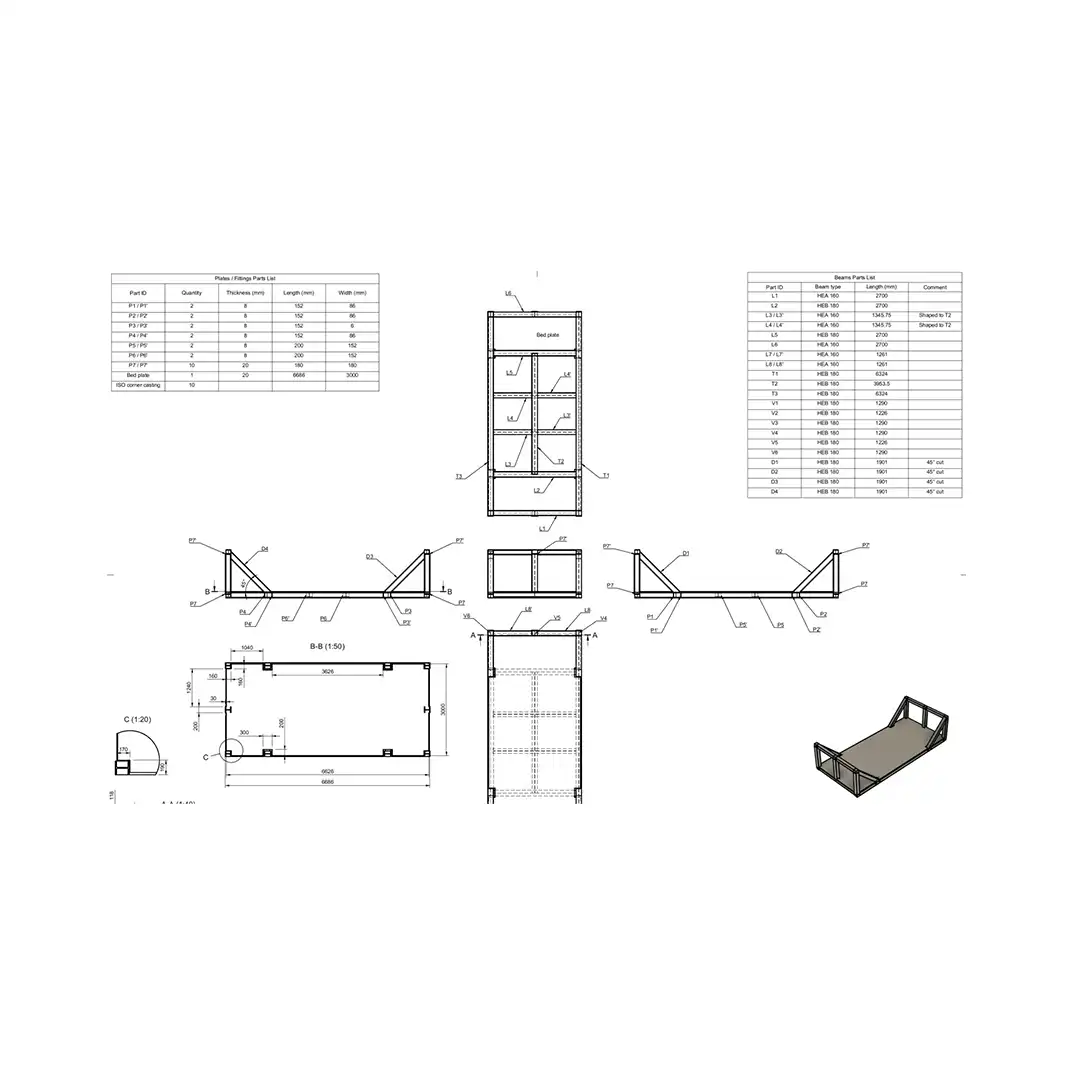 Plates / Fittings Parts List
Part ID Quantity Thickness (mm) Length (mm) Width (mm)
P1 / P1' 2 8 152 86
P2 / P2' 2 8 152 86
P3 / P3' 2 8 152 6
P4 / P4' 2 8 152 86
P5 / P5' 2 8 200 152
P6 / P6' 2 8 200 152
P7 / P7' 10 20 180 180
Bed plate 1 20 6686 3000
ISO corner casting 10
Beams Parts List
Part ID Beam type Length (mm) Comment
L1 HEA 160 2700
L2 HEB 180 2700
L3 / L3' HEA 160 1345.75 Shaped to T2
L4 / L4' HEA 160 1345.75 Shaped to T2
L5 HEB 180 2700
L6 HEA 160 2700
L7 / L7' HEA 160 1261
L8 / L8' HEA 160 1261
T1 HEB 180 6324
T2 HEB 180 3963.5
T3 HEB 180 6324
V1 HEB 180 1290
V2 HEB 180 1226
V3 HEB 180 1290
V4 HEB 180 1290
V5 HEB 180 1226
V6 HEB 180 1290
D1 HEB 180 1901 45° cut
D2 HEB 180 1901 45° cut
D3 HEB 180 1901 45° cut
D4 HEB 180 1901 45° cut
L6
Bed plate
L5
L4'
L4
L3'
L3
T2
T3
T1
L2
L1
P7'
D4
D3
P7'
45°
B
B
P7
P7
P4
P4'
P6'
P6
P3
P3'
P7'
P7'
D1
D2
P7'
P7
P7
P1
P1'
P5'
P5
P2
P2'
V6
L8'
V5
L8
V4
A
A
B-B (1:50)
1040
3626
160
160
1240
30
200
300
200
3000
6626
6686
C
C (1:20)
170
118